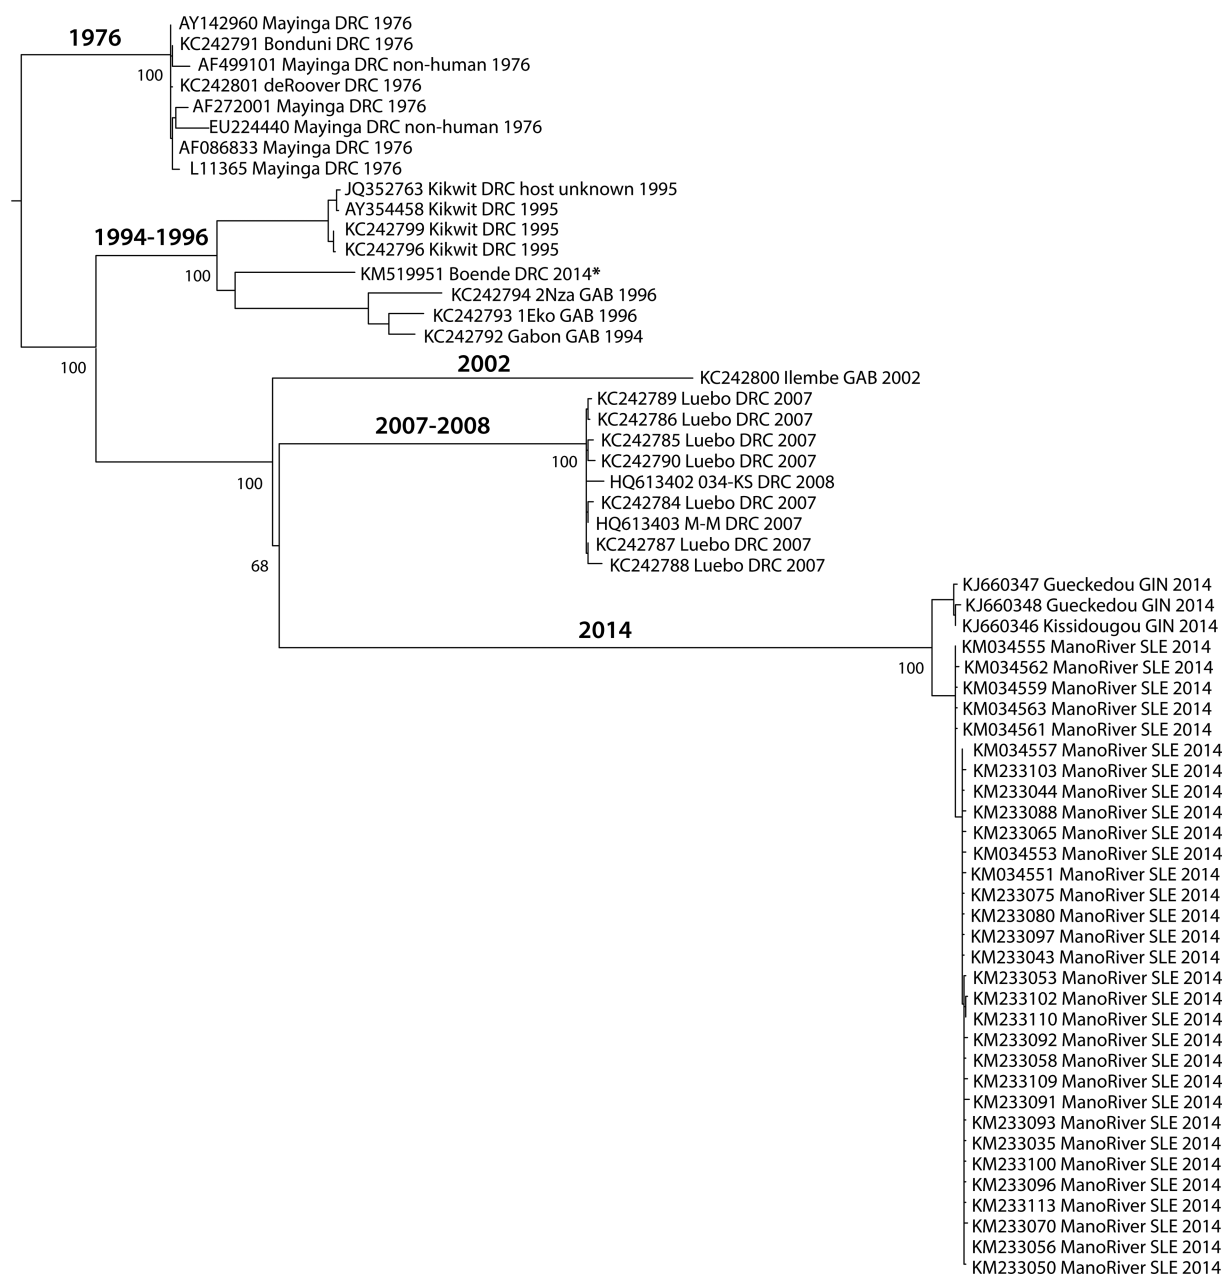 AY142960 Mayinga DRC 1976
1976
KC242791 Bonduni DRC 1976
AF499101 Mayinga DRC non-human 1976
100
KC242801 deRoover DRC 1976
AF272001 Mayinga DRC 1976
EU224440 Mayinga DRC non-human 1976
AF086833 Mayinga DRC 1976
L11365 Mayinga DRC 1976
JQ352763 Kikwit DRC host unknown 1995
AY354458 Kikwit DRC 1995
KC242799 Kikwit DRC 1995
1994-1996
KC242796 Kikwit DRC 1995
100
KM519951 Boende DRC 2014*
KC242794 2Nza GAB 1996
KC242793 1Eko GAB 1996
KC242792 Gabon GAB 1994
100
2002
KC242800 Ilembe GAB 2002
KC242789 Luebo DRC 2007
KC242786 Luebo DRC 2007
2007-2008
KC242785 Luebo DRC 2007
KC242790 Luebo DRC 2007
100
100
HQ613402 034-KS DRC 2008
KC242784 Luebo DRC 2007
HQ613403 M-M DRC 2007
KC242787 Luebo DRC 2007
68
KC242788 Luebo DRC 2007
KJ660347 Gueckedou GIN 2014
KJ660348 Gueckedou GIN 2014
KJ660346 Kissidougou GIN 2014
2014
KM034555 ManoRiver SLE 2014
100
KM034562 ManoRiver SLE 2014
KM034559 ManoRiver SLE 2014
KM034563 ManoRiver SLE 2014
KM034561 ManoRiver SLE 2014
KM034557 ManoRiver SLE 2014
KM233103 ManoRiver SLE 2014
KM233044 ManoRiver SLE 2014
KM233088 ManoRiver SLE 2014
KM233065 ManoRiver SLE 2014
KM034553 ManoRiver SLE 2014
KM034551 ManoRiver SLE 2014
KM233075 ManoRiver SLE 2014
KM233080 ManoRiver SLE 2014
KM233097 ManoRiver SLE 2014
KM233043 ManoRiver SLE 2014
KM233053 ManoRiver SLE 2014
KM233102 ManoRiver SLE 2014
KM233110 ManoRiver SLE 2014
KM233092 ManoRiver SLE 2014
KM233058 ManoRiver SLE 2014
KM233109 ManoRiver SLE 2014
KM233091 ManoRiver SLE 2014
KM233093 ManoRiver SLE 2014
KM233035 ManoRiver SLE 2014
KM233100 ManoRiver SLE 2014
KM233096 ManoRiver SLE 2014
KM233113 ManoRiver SLE 2014
KM233070 ManoRiver SLE 2014
KM233056 ManoRiver SLE 2014
KM233050 ManoRiver SLE 2014